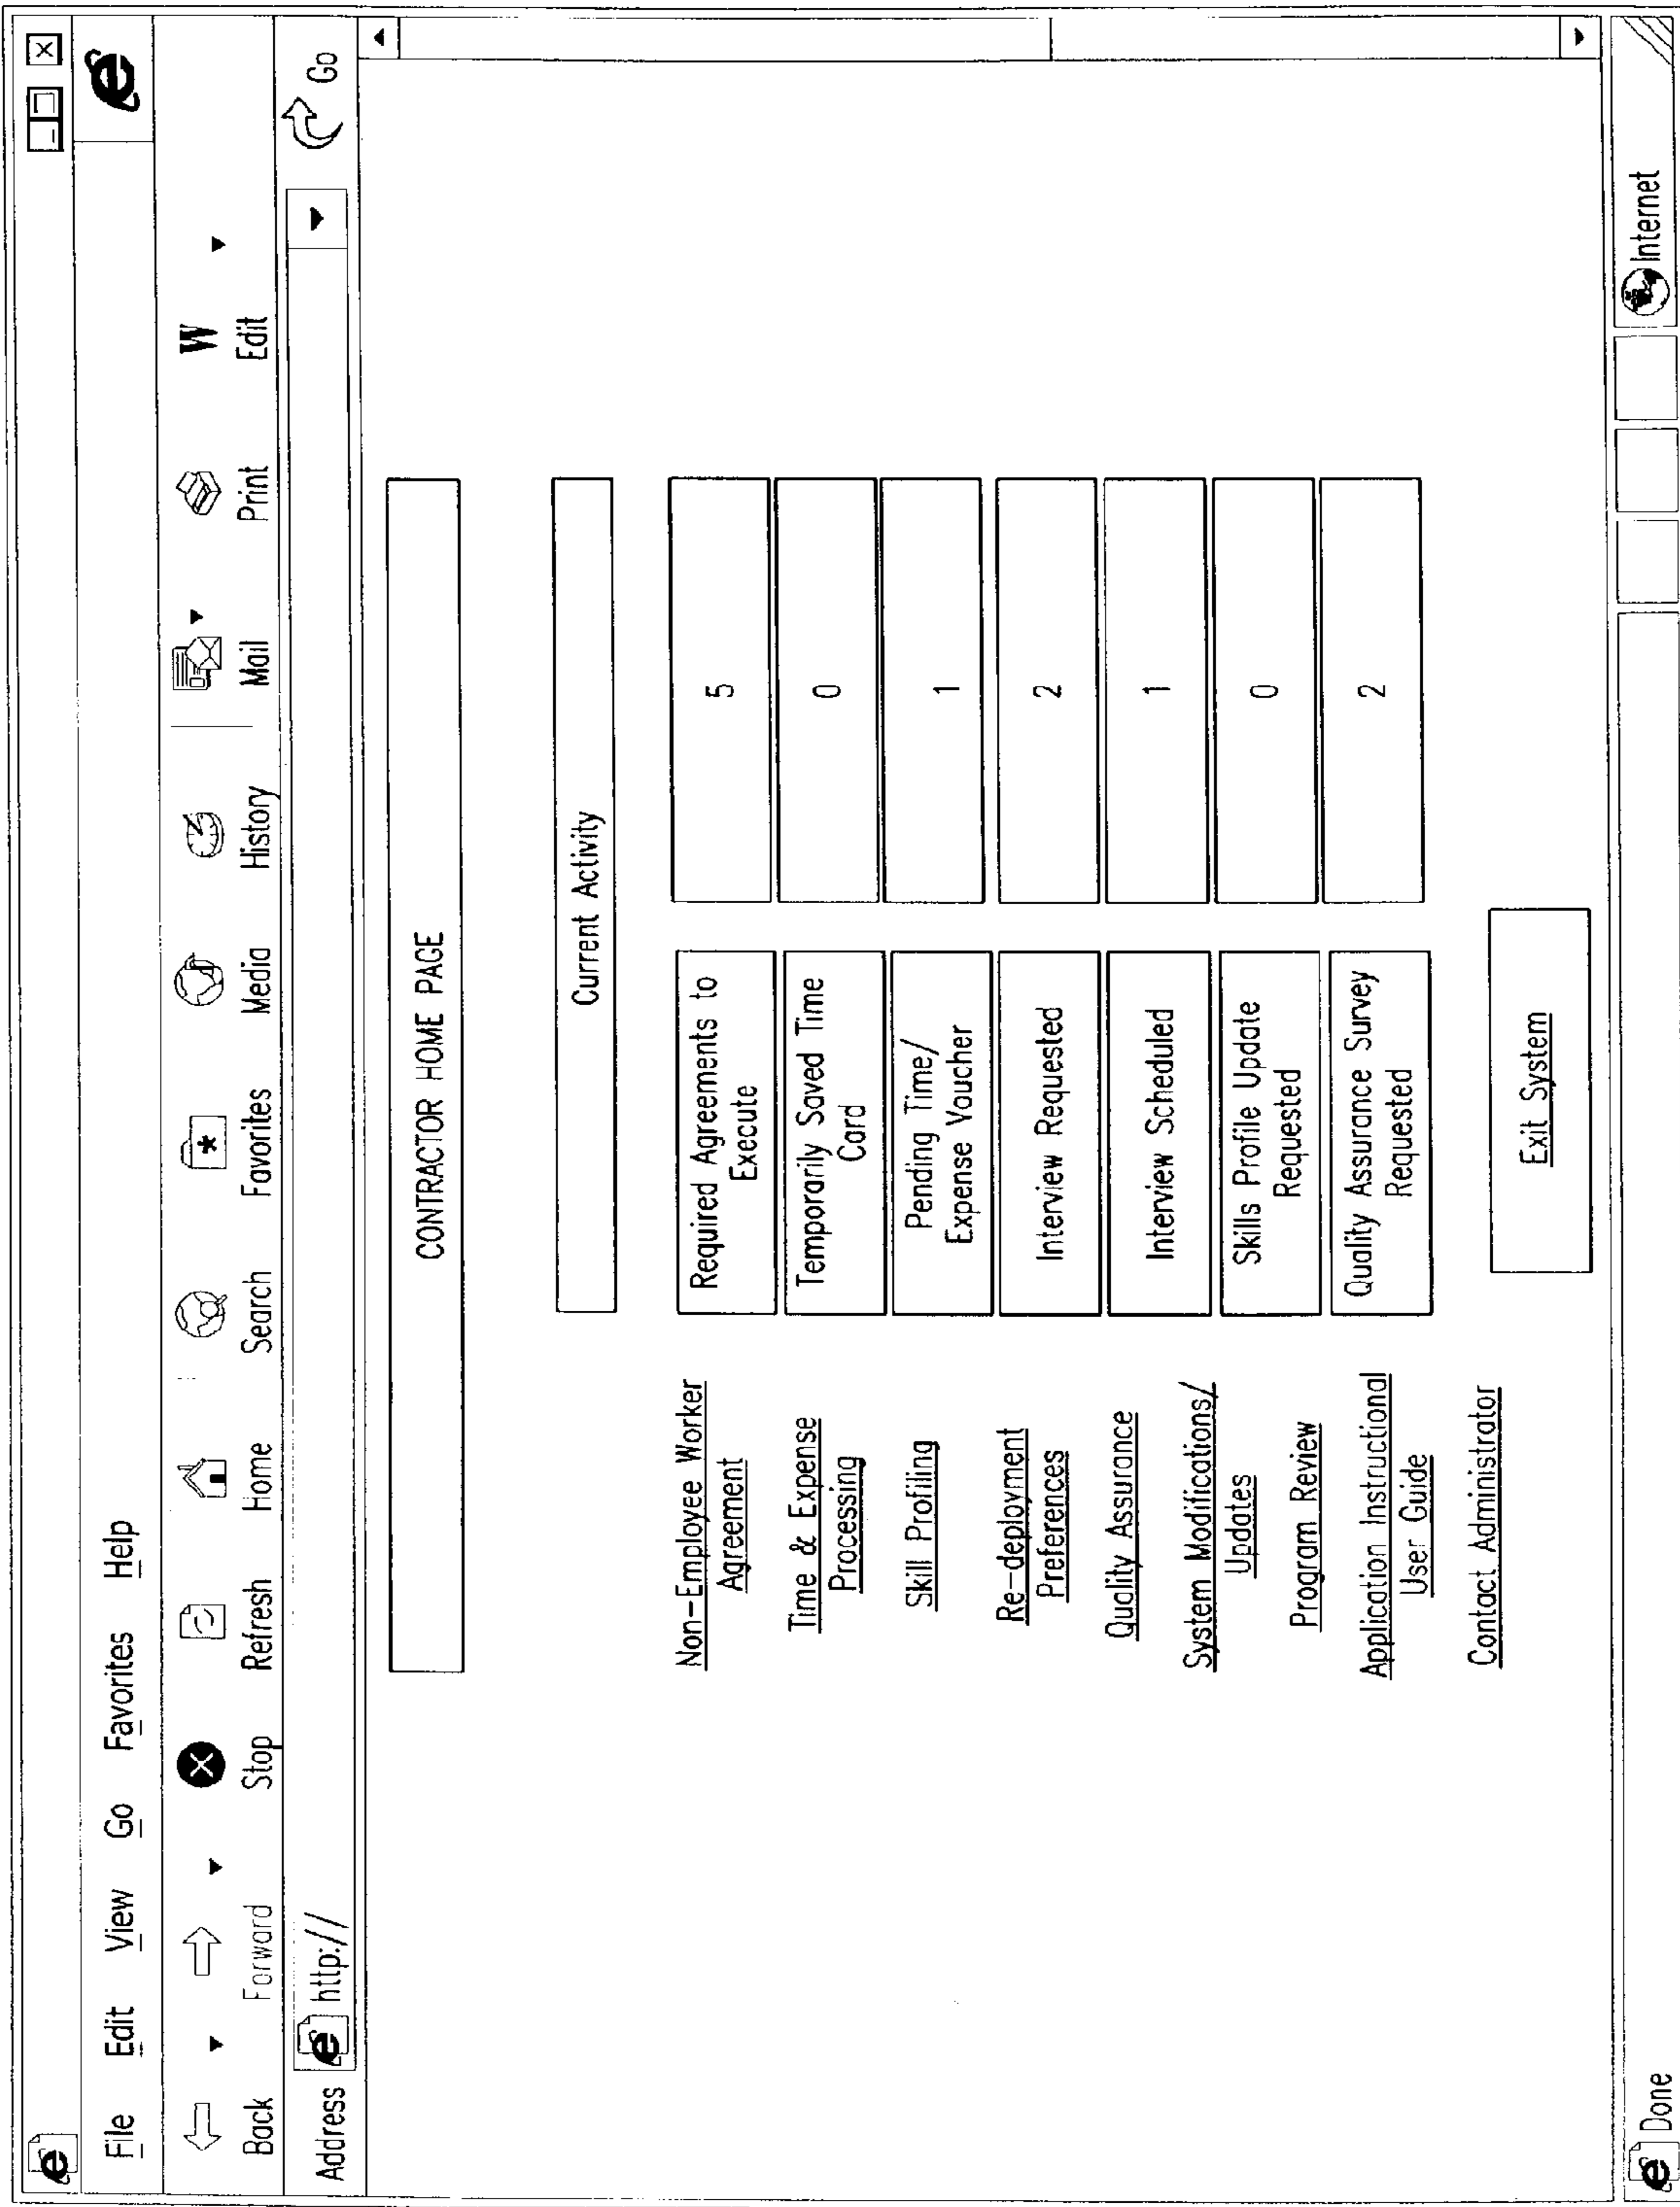 File Edit View Go Favorites Help
Back Forward Stop Refresh Home Search Favorites Media History Mail Print Edit
Address http:// Go
CONTRACTOR HOME PAGE
Current Activity
Non-Employee Worker
Agreement
Time & Expense
Processing
Skill Profiling
Re-deployment
Preferences
Quality Assurance
System Modifications/
Updates
Program Review
Application Instructional
User Guide
Contact Administrator
Required Agreements to
Execute
5
Temporarily Saved Time
Card
0
Pending Time/
Expense Voucher
1
Interview Requested
2
Interview Scheduled
1
Skills Profile Update
Requested
0
Quality Assurance Survey
Requested
2
Exit System
Done Internet